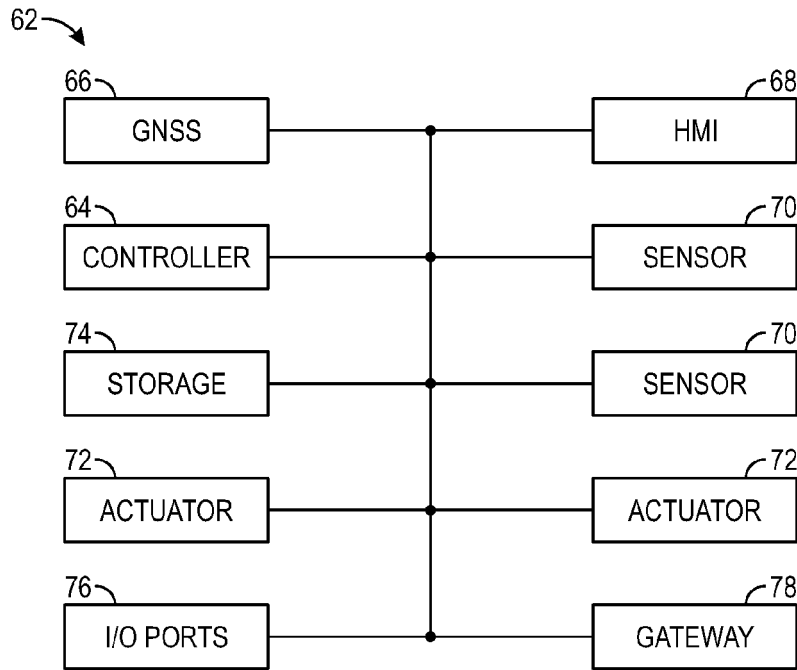 62
66
68
GNSS
HMI
64
70
CONTROLLER
SENSOR
74
70
STORAGE
SENSOR
72
72
ACTUATOR
ACTUATOR
76
78
I/O PORTS
GATEWAY